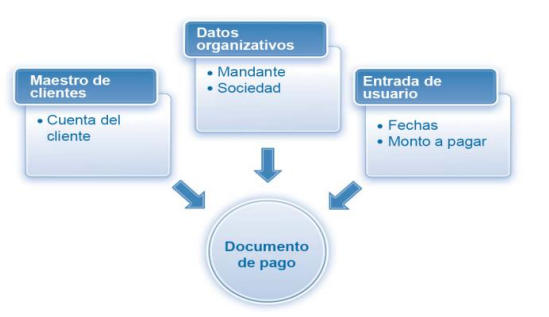 Datos
organizativos
• Mandante
• Sociedad
Maestro de
clientes
• Cuenta del
cliente
Entrada de
usuario
• Fechas
• Monto a pagar
Documento
de pago